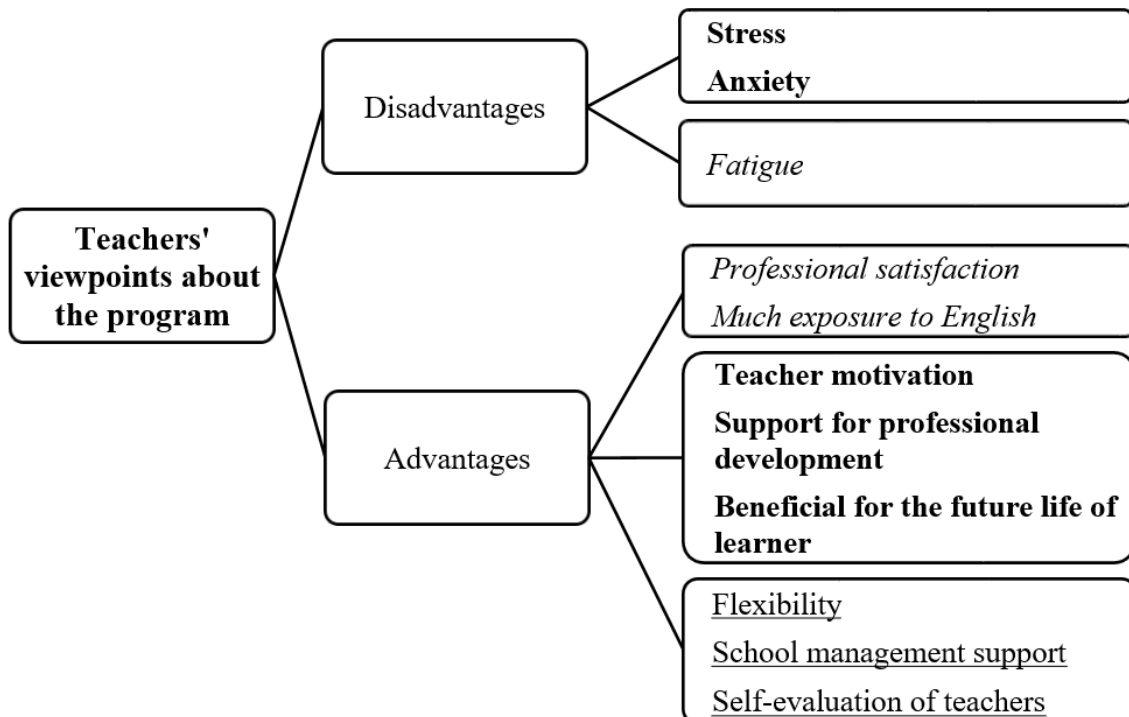 Teachers'
viewpoints about
the program
Disadvantages
Stress
Anxiety
Fatigue
Advantages
Professional satisfaction
Much exposure to English
Teacher motivation
Support for professional
development
Beneficial for the future life of
learner
Flexibility
School management support
Self-evaluation of teachers